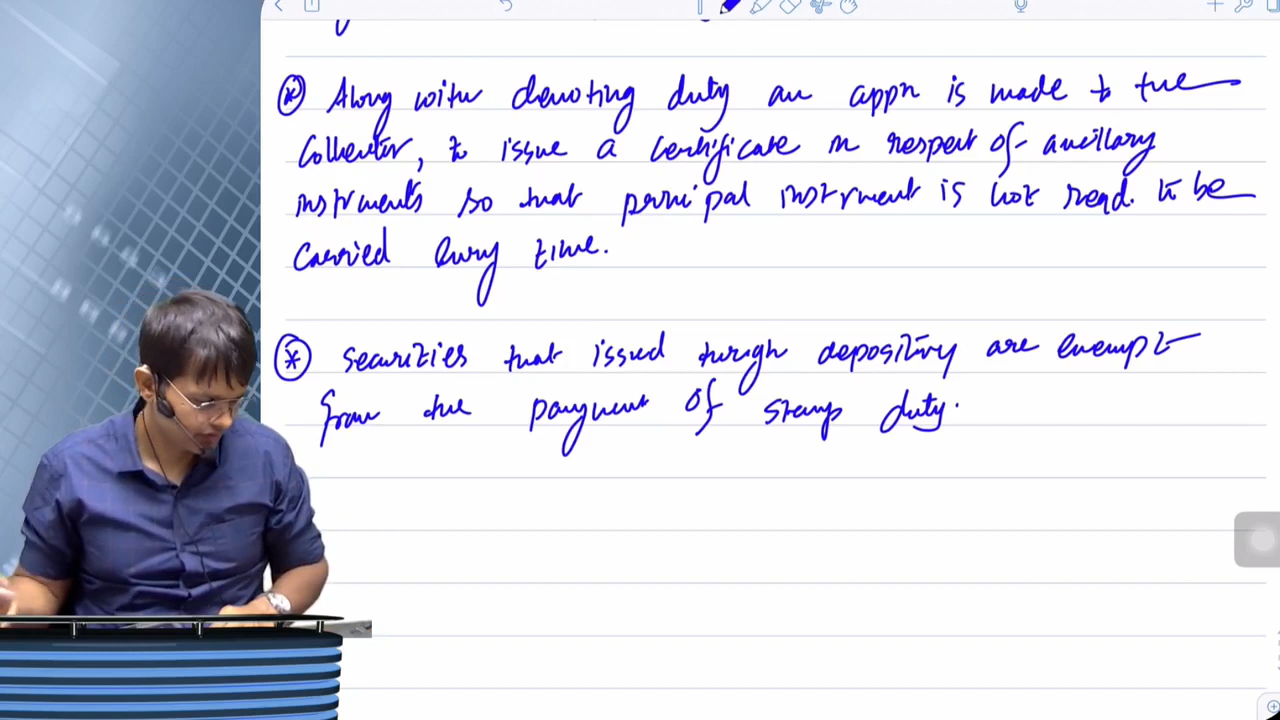 * Along with denoting duty an appn is made to the
Collector, to issue a certificate in respect of ancillary
instruments so that principal instrument is not read. to be
carried every time.
* Securities that issued through depository are exempt
from the payment of stamp duty.